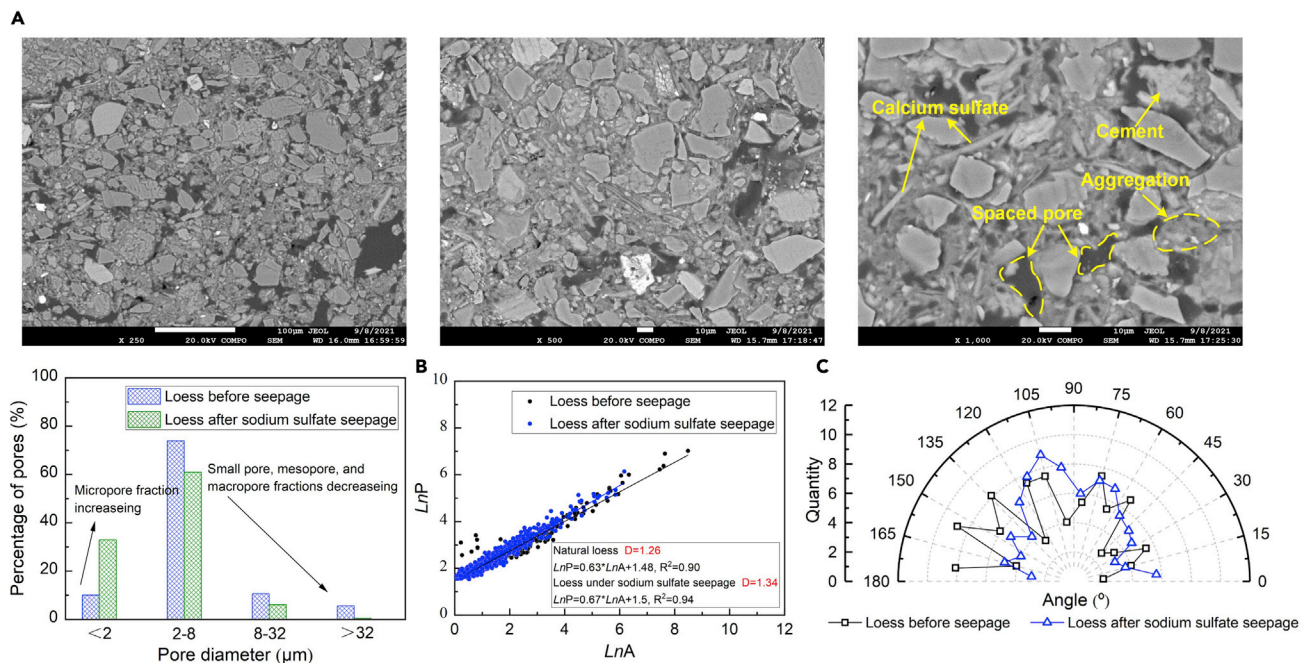 A
Calcium sulfate
Cement
Aggregation
Spaced pore
100μm JEOL 9/8/2021
X 250 20.0kV COMPO SEM WD 16.0mm 16:59:59
10μm JEOL 9/8/2021
X 500 20.0kV COMPO SEM WD 15.7mm 17:18:47
10μm JEOL 9/8/2021
X 1,000 20.0kV COMPO SEM WD 15.7mm 17:25:30
100
80
60
40
20
0
Percentage of pores (%)
Loess before seepage
Loess after sodium sulfate seepage
Micropore fraction
increaseing
Small pore, mesopore, and
macropore fractions decreaseing
<2 2-8 8-32 >32
Pore diameter (μm)
B
8
6
4
2
0
LnP
Loess before seepage
Loess after sodium sulfate seepage
Natural loess D=1.26
LnP=0.63*LnA+1.48, R²=0.90
Loess under sodium sulfate seepage D=1.34
LnP=0.67*LnA+1.5, R²=0.94
0 2 4 6 8 10 12
LnA
C
12
10
8
6
4
2
0
Quantity
180 165 150 135 120 105 90 75 60 45 30 15 0
Angle (°)
Loess before seepage
Loess after sodium sulfate seepage